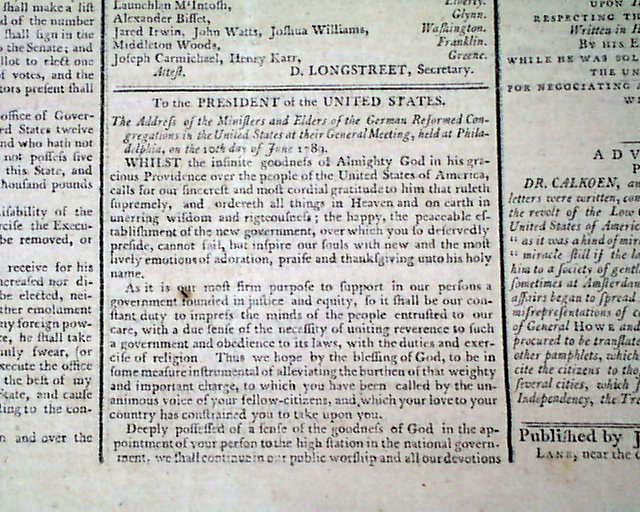 shall make a list
d of the number
shall sign in the
o the Senate; and
llot to elect one
f votes, and the
tors present shall
office of Gover-
red States twelve
nd who hath not
not possess five
this State, and
housand pounds
isability of the
rcise the Execu-
be removed, or
receive for his
ncreased nor di-
be elected, nei-
ther emolument
ny foreign pow-
ce, he shall take
nly swear, (or
xecute the office
the best of my
State, and cause
ding to the con-
n and over the
Launchlan M'Intosh, Liberty.
Alexander Bisset, Glynn.
Jared Irwin, John Watts, Joshua Williams, Washington.
Middleton Woods, Franklin.
Joseph Carmichael, Henry Karr, Greene.
Attest. D. LONGSTREET, Secretary.
To the PRESIDENT of the UNITED STATES.
The Address of the Ministers and Elders of the German Reformed Con-
gregations in the United States at their General Meeting, held at Phila-
delphia, on the 10th day of June 1789.
WHILST the infinite goodness of Almighty God in his gra-
cious Providence over the people of the United States of America,
calls for our sincerest and most cordial gratitude to him that ruleth
supremely, and ordereth all things in Heaven and on earth in
unerring wisdom and rigteousness; the happy, the peaceable es-
tablishment of the new government, over which you so deservedly
preside, cannot fail, but inspire our souls with new and the most
lively emotions of adoration, praise and thanksgiving unto his holy
name.
As it is our most firm purpose to support in our persons a
government founded in justice and equity, so it shall be our con-
stant duty to impress the minds of the people entrusted to our
care, with a due sense of the necessity of uniting reverence to such
a government and obedience to its laws, with the duties and exer-
cise of religion Thus we hope by the blessing of God, to be in
some measure instrumental of alleviating the burthen of that weighty
and important charge, to which you have been called by the un-
animous voice of your fellow-citizens, and which your love to your
country has constrained you to take upon you.
Deeply possessed of a sense of the goodness of God in the ap-
pointment of your person to the high station in the national govern-
ment, we shall continue in our public worship and all our devotions
UPON
RESPECTING T
Written in H
BY HIS E
WHILE HE WAS SOL
THE UN
FOR NEGOCIATING A
ADV
DR. CALKOEN, a
letters were written, con
the revolt of the Low
United States of Americ
" as it was a kind of mira
" miracle still if the la
him to a society of gentl
sometimes at Amsterdam
affairs began to spread
misrepresentations of c
of General HOWE and
procured to be translate
other pamphlets, which
cite the citizens to tho
several cities, which
Independency, the Tre
Published by J
LANE, near the C